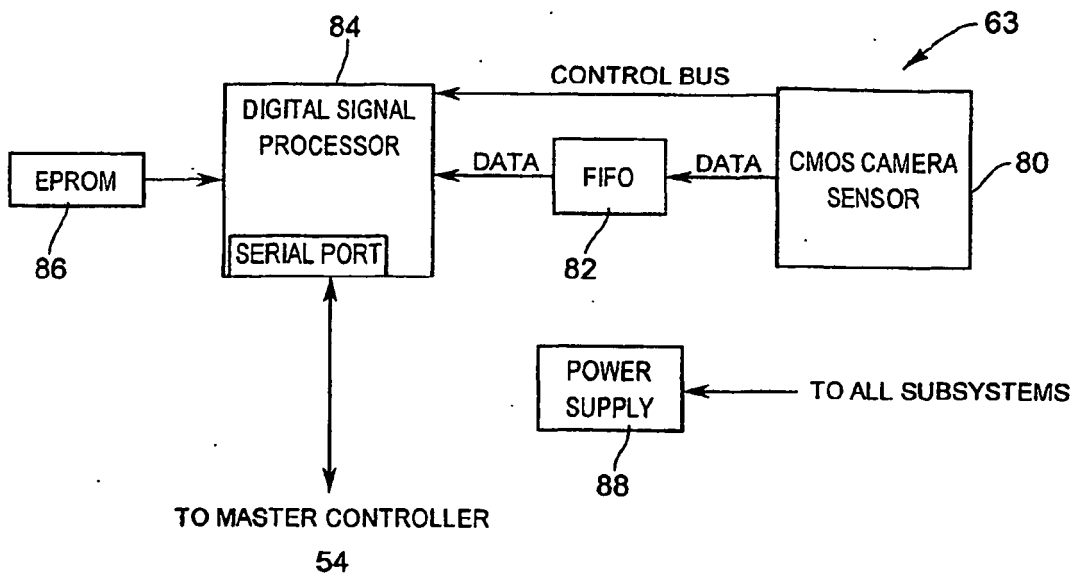 84
63
CONTROL BUS
DIGITAL SIGNAL
PROCESSOR
EPROM
DATA
FIFO
DATA
CMOS CAMERA
SENSOR
80
86
SERIAL PORT
82
POWER
SUPPLY
TO ALL SUBSYSTEMS
88
TO MASTER CONTROLLER
54